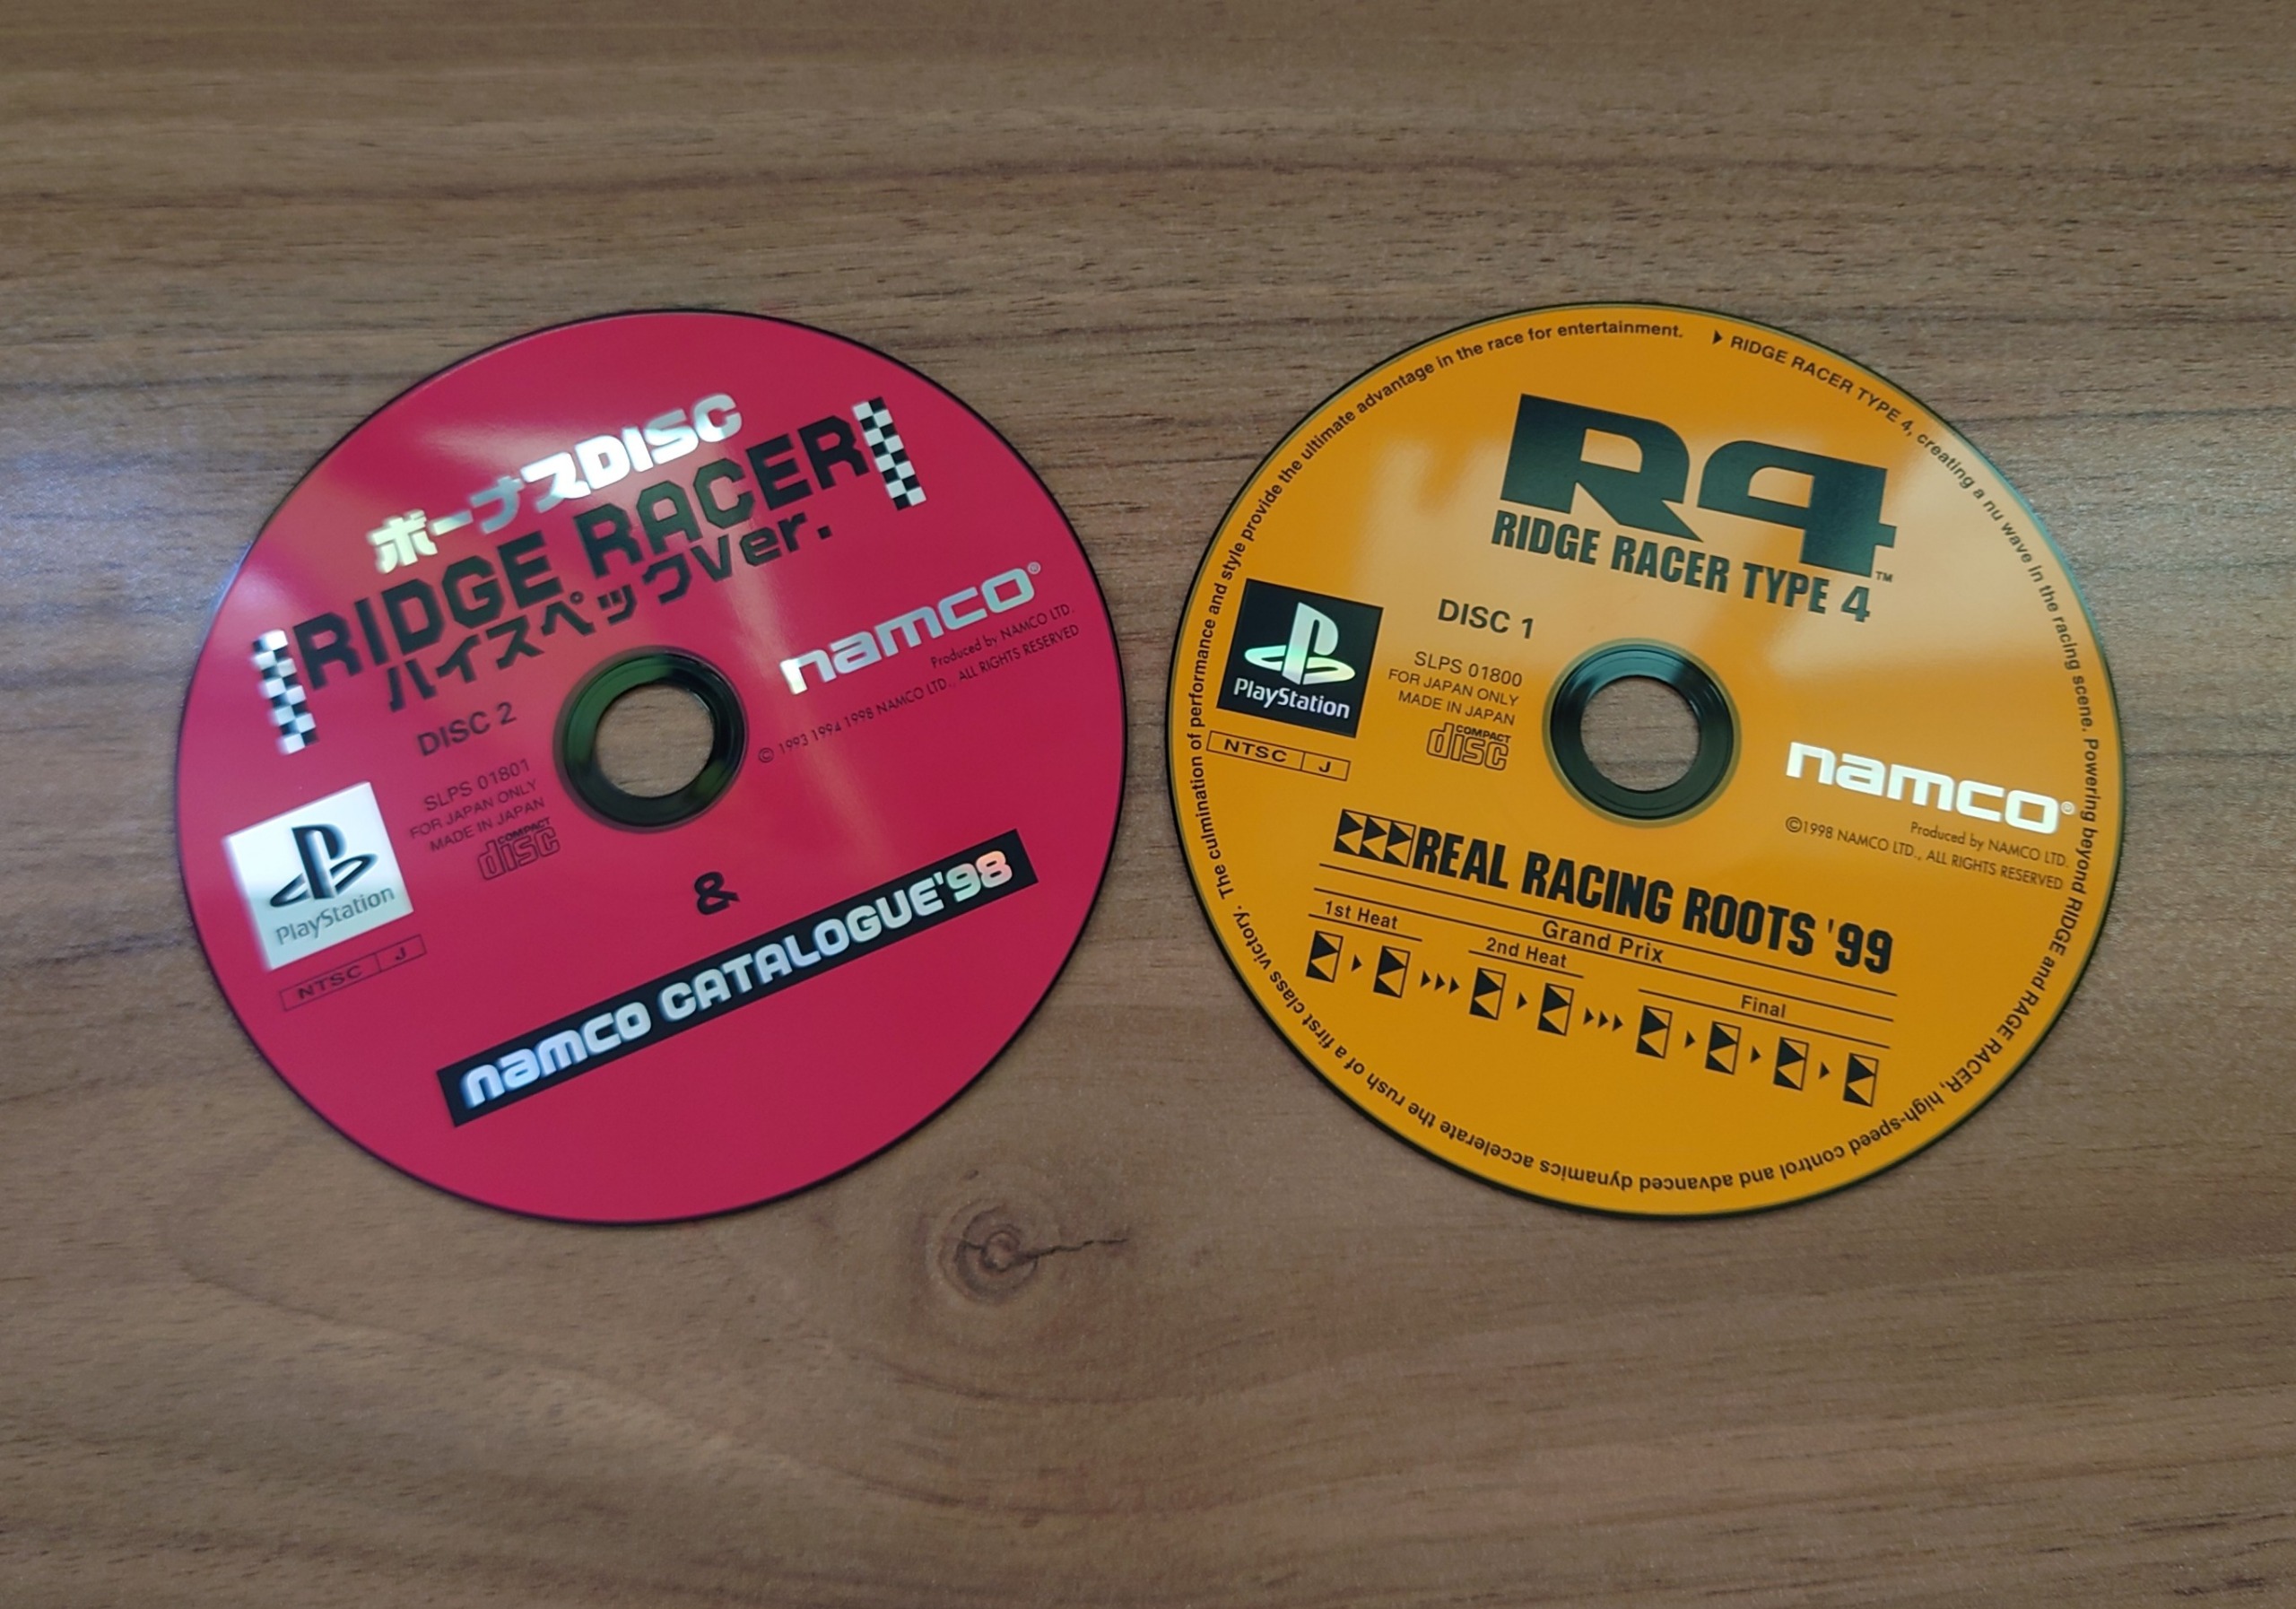 ボーナスDISC
RIDGE RACER
ハイスペックVer.
DISC 2
SLPS 01801
FOR JAPAN ONLY
MADE IN JAPAN
COMPACT
disc
PlayStation
NTSC J
namco®
Produced by NAMCO LTD.
© 1993 1994 1998 NAMCO LTD., ALL RIGHTS RESERVED
&
namco CATALOGUE'98
RIDGE RACER TYPE 4, creating a nu wave in the racing scene. Powering beyond RIDGE and RAGE RACER, high-speed control and advanced dynamics accelerate the rush of a first class victory. The culmination of performance and style provide the ultimate advantage in the race for entertainment.
R4™
RIDGE RACER TYPE 4
DISC 1
SLPS 01800
FOR JAPAN ONLY
MADE IN JAPAN
COMPACT
disc
PlayStation
NTSC J
namco®
Produced by NAMCO LTD.
©1998 NAMCO LTD., ALL RIGHTS RESERVED
REAL RACING ROOTS '99
Grand Prix
1st Heat
2nd Heat
Final